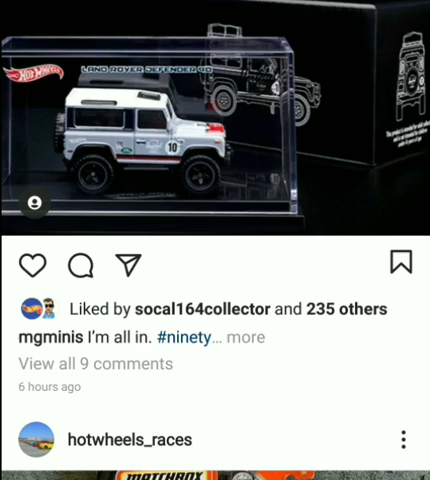 Hot Wheels
LAND ROVER DEFENDER 90
10
Liked by socal164collector and 235 others
mgminis I'm all in. #ninety… more
View all 9 comments
6 hours ago
hotwheels_races
MATCHBOX